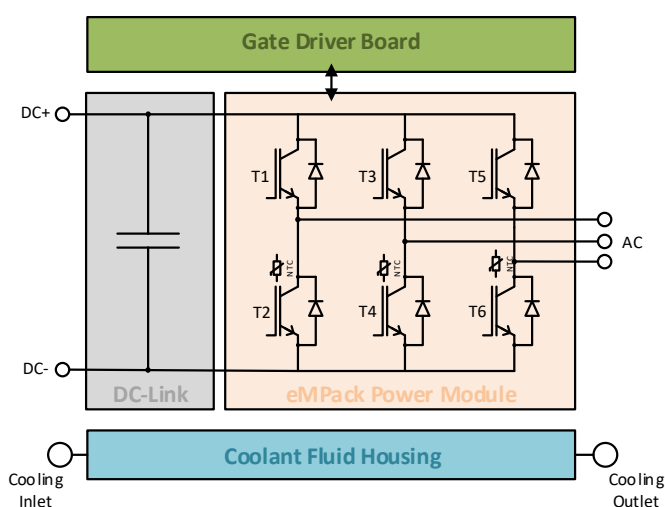 Gate Driver Board
DC+
T1
T3
T5
AC
NTC
NTC
NTC
T2
T4
T6
DC-
DC-Link
eMPack Power Module
Coolant Fluid Housing
Cooling
Inlet
Cooling
Outlet